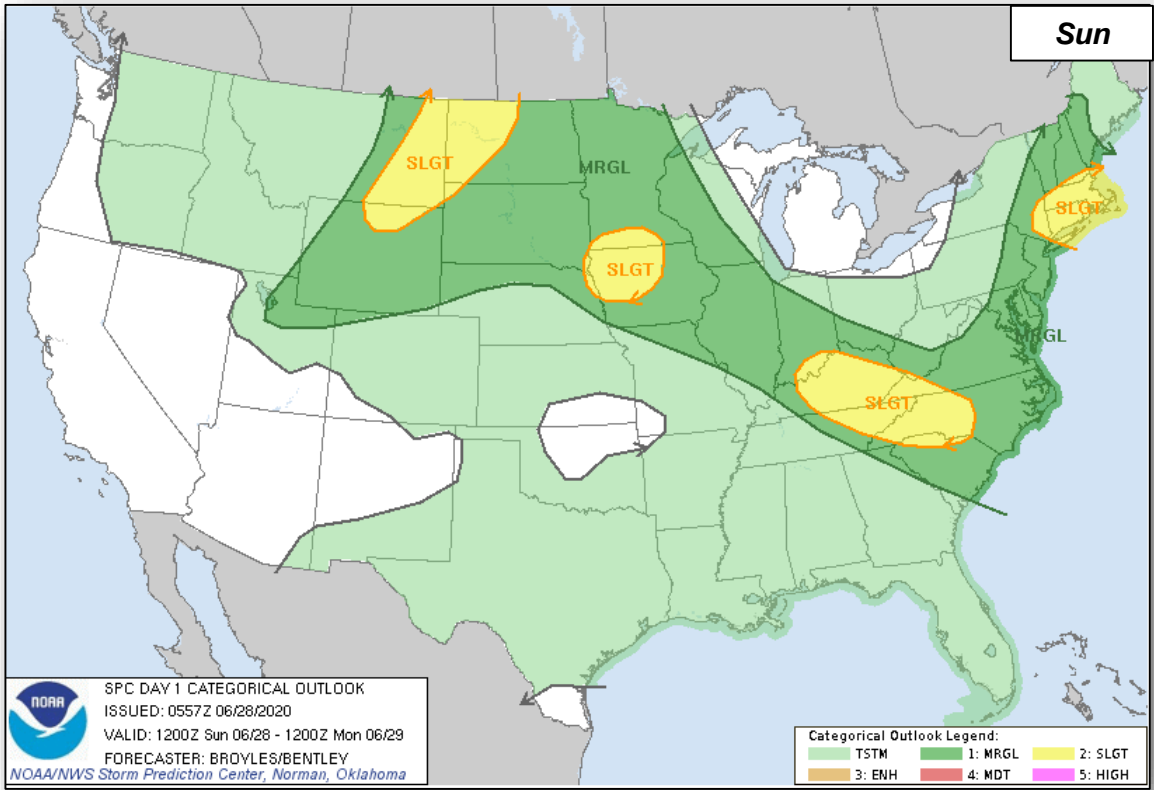 Sun
SLGT
MRGL
SLGT
SLGT
MRGL
SLGT
NOAA
SPC DAY 1 CATEGORICAL OUTLOOK
ISSUED: 0557Z 06/28/2020
VALID: 1200Z Sun 06/28 - 1200Z Mon 06/29
FORECASTER: BROYLES/BENTLEY
NOAA/NWS Storm Prediction Center, Norman, Oklahoma
Categorical Outlook Legend:
TSTM 1: MRGL 2: SLGT
3: ENH 4: MDT 5: HIGH